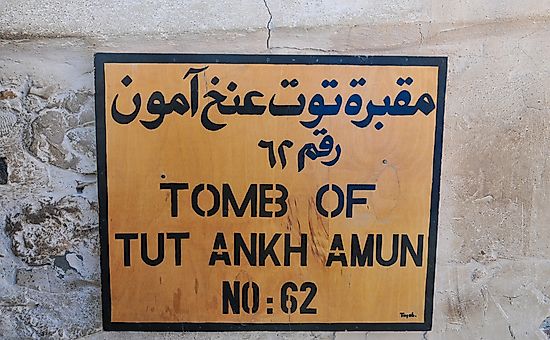 مقبرة توت عنخ آمون
رقم ٦٢
TOMB OF
TUT ANKH AMUN
NO:62